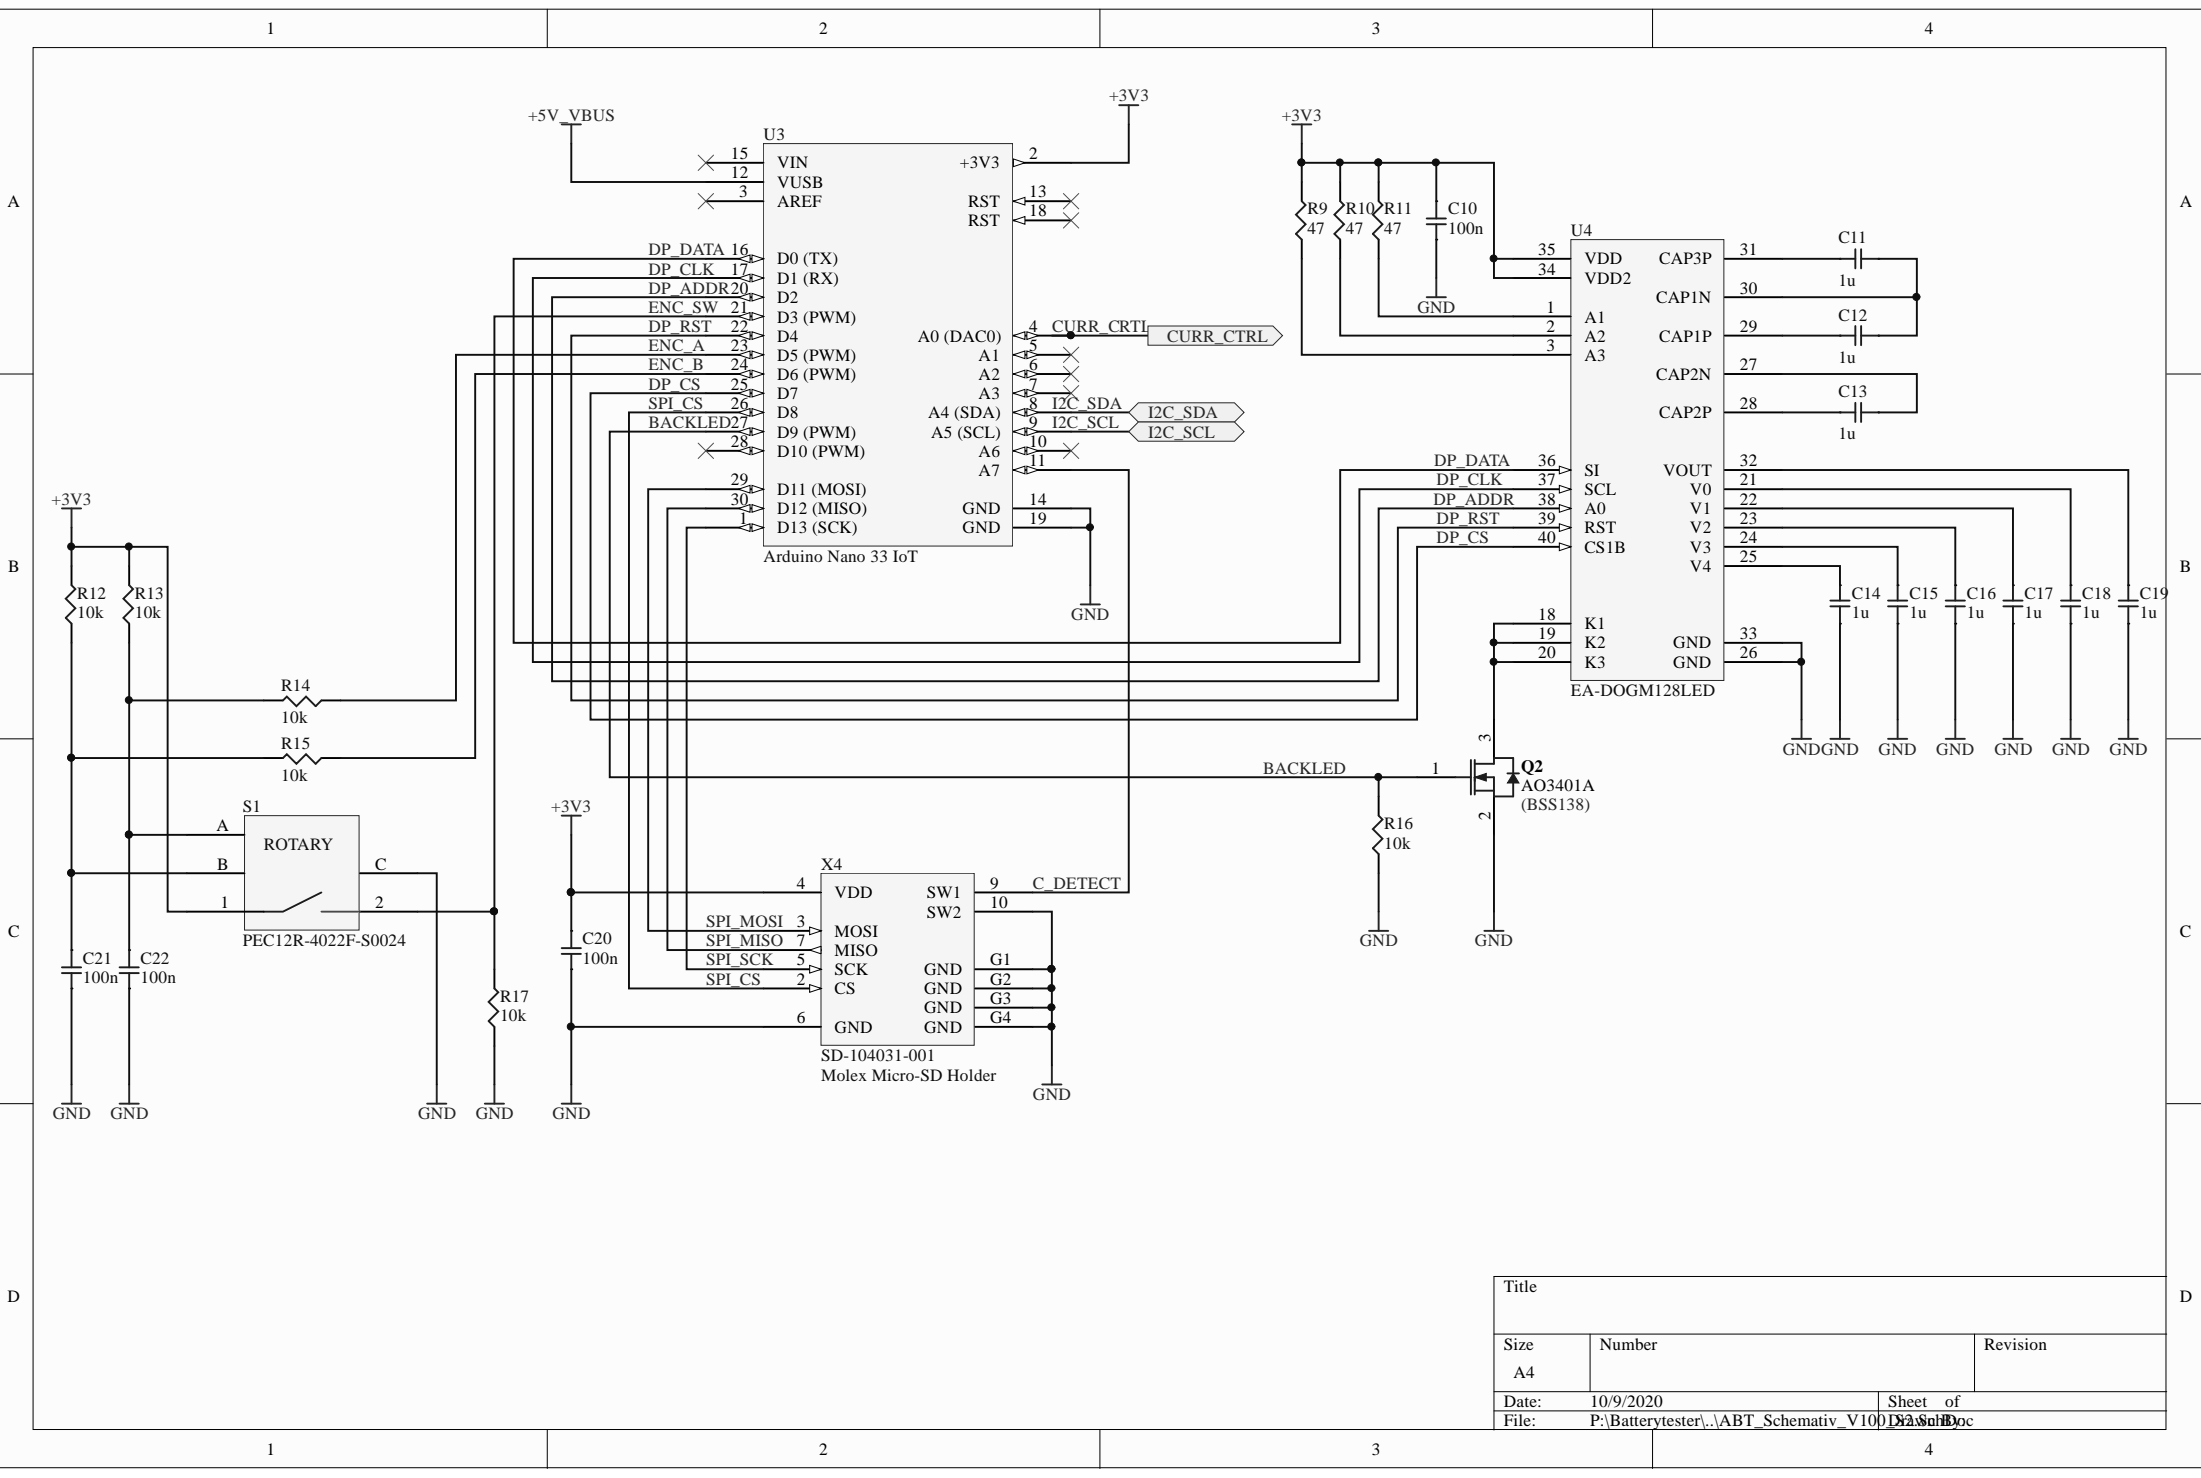 1 2 3 4
A A
B B
C C
D D
1 2 3 4
+5V_VBUS
+3V3
U3
15 VIN
12 VUSB
3 AREF
DP_DATA 16 D0 (TX)
DP_CLK 17 D1 (RX)
DP_ADDR 20 D2
ENC_SW 21 D3 (PWM)
DP_RST 22 D4
ENC_A 23 D5 (PWM)
ENC_B 24 D6 (PWM)
DP_CS 25 D7
SPI_CS 26 D8
BACKLED 27 D9 (PWM)
28 D10 (PWM)
29 D11 (MOSI)
30 D12 (MISO)
1 D13 (SCK)
+3V3 2
RST 13
RST 18
A0 (DAC0) 4 CURR_CRTL CURR_CTRL
A1 5
A2 6
A3 7
A4 (SDA) 8 I2C_SDA I2C_SDA
A5 (SCL) 9 I2C_SCL I2C_SCL
A6 10
A7 11
GND 14
GND 19
Arduino Nano 33 IoT
GND
+3V3
R9
47
R10
47
R11
47
C10
100n
GND
U4
35 VDD
34 VDD2
1 A1
2 A2
3 A3
DP_DATA 36 SI
DP_CLK 37 SCL
DP_ADDR 38 A0
DP_RST 39 RST
DP_CS 40 CS1B
18 K1
19 K2
20 K3
CAP3P 31
CAP1N 30
CAP1P 29
CAP2N 27
CAP2P 28
VOUT 32
V0 21
V1 22
V2 23
V3 24
V4 25
GND 33
GND 26
EA-DOGM128LED
C11
1u
C12
1u
C13
1u
C14
1u
C15
1u
C16
1u
C17
1u
C18
1u
C19
1u
GND GND GND GND GND GND GND
BACKLED 1
3
2
Q2
AO3401A
(BSS138)
R16
10k
GND GND
+3V3
R12
10k
R13
10k
R14
10k
R15
10k
S1
ROTARY
A
B
C
1
2
PEC12R-4022F-S0024
C21
100n
C22
100n
R17
10k
GND GND GND GND GND
+3V3
C20
100n
X4
4 VDD
SPI_MOSI 3 MOSI
SPI_MISO 7 MISO
SPI_SCK 5 SCK
SPI_CS 2 CS
6 GND
SW1 9 C_DETECT
SW2 10
GND G1
GND G2
GND G3
GND G4
SD-104031-001
Molex Micro-SD Holder
GND
Title
Size Number Revision
A4
Date: 10/9/2020 Sheet of
File: P:\Batterytester\..\ABT_Schemativ_V100_S2.SchDoc
Drawn By: